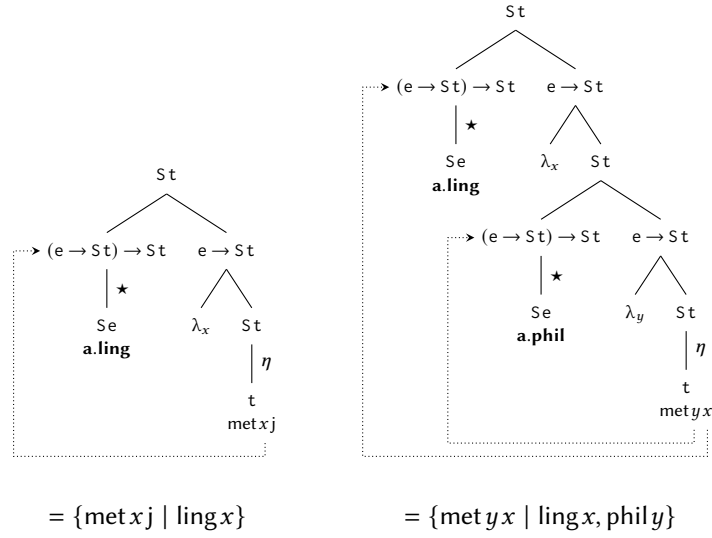 St
(e → St) → St e → St
★
Se λx St
a.ling
(e → St) → St e → St
★
Se λy St
a.phil
η
t
met y x
St
(e → St) → St e → St
★
Se λx St
a.ling
η
t
met x j
= {met x j | ling x} = {met y x | ling x, phil y}